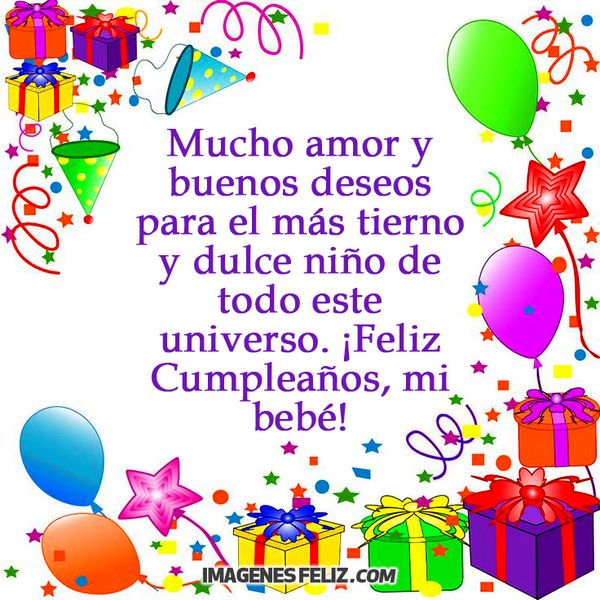 Mucho amor y
buenos deseos
para el más tierno
y dulce niño de
todo este
universo. ¡Feliz
Cumpleaños, mi
bebé!
IMAGENESFELIZ.COM